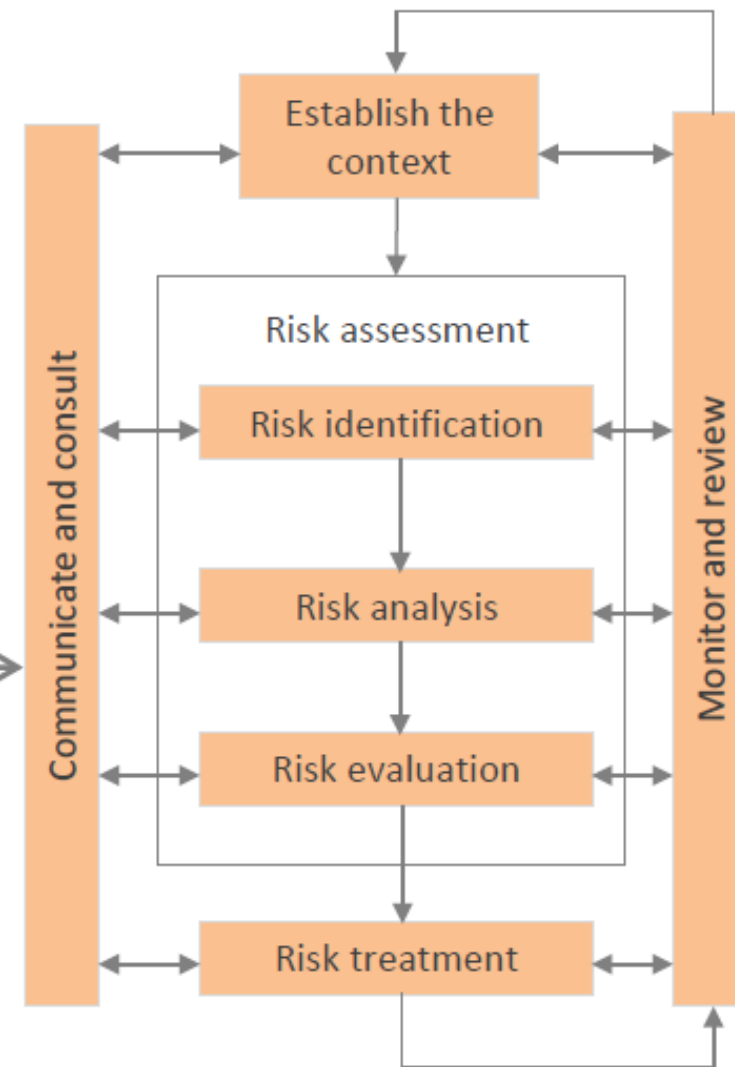 Establish the
context
Risk assessment
Risk identification
Risk analysis
Risk evaluation
Risk treatment
Communicate and consult
Monitor and review